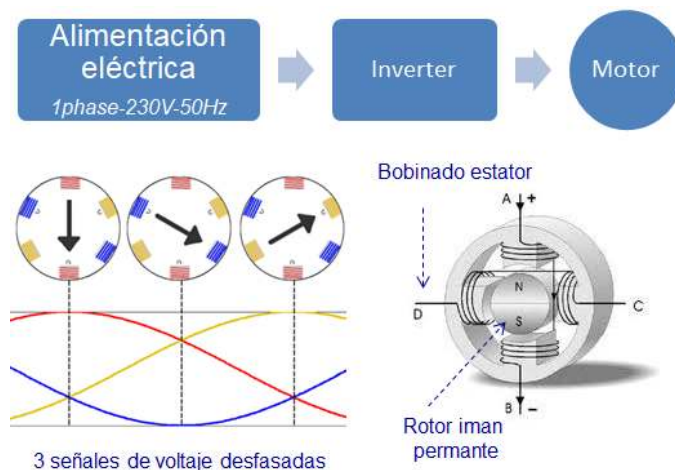 Alimentación
eléctrica
1phase-230V-50Hz
Inverter
Motor
Bobinado estator
A +
N
D
C
S
B -
Rotor iman
permante
3 señales de voltaje desfasadas